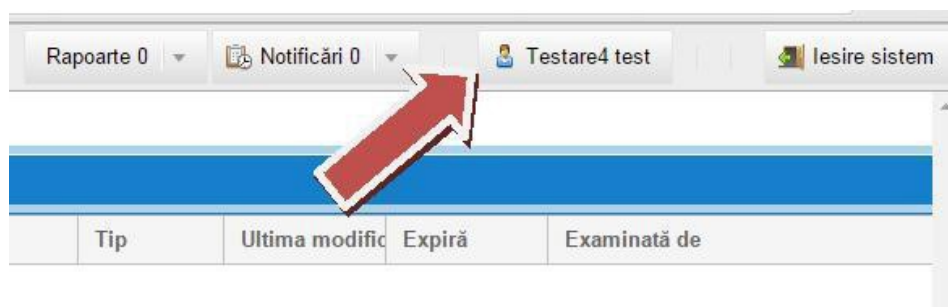 Rapoarte 0 Notificări 0 Testare4 test Iesire sistem
Tip Ultima modific Expiră Examinată de